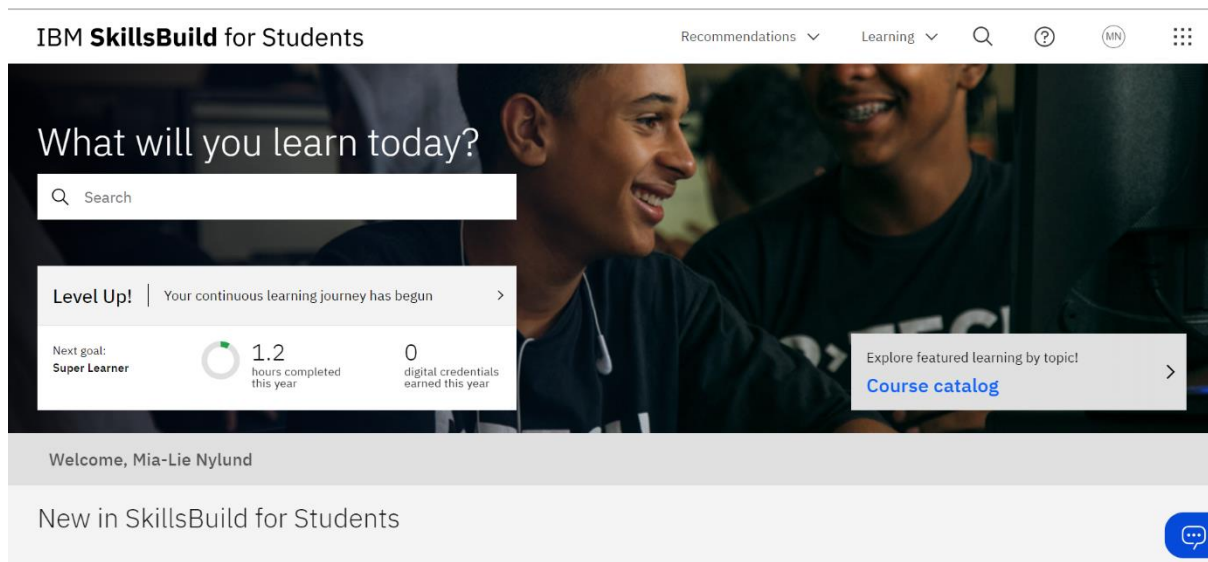 IBM SkillsBuild for Students
Recommendations
Learning
MN
What will you learn today?
Search
Level Up!
Your continuous learning journey has begun
Next goal:
Super Learner
1.2
hours completed
this year
0
digital credentials
earned this year
Explore featured learning by topic!
Course catalog
Welcome, Mia-Lie Nylund
New in SkillsBuild for Students